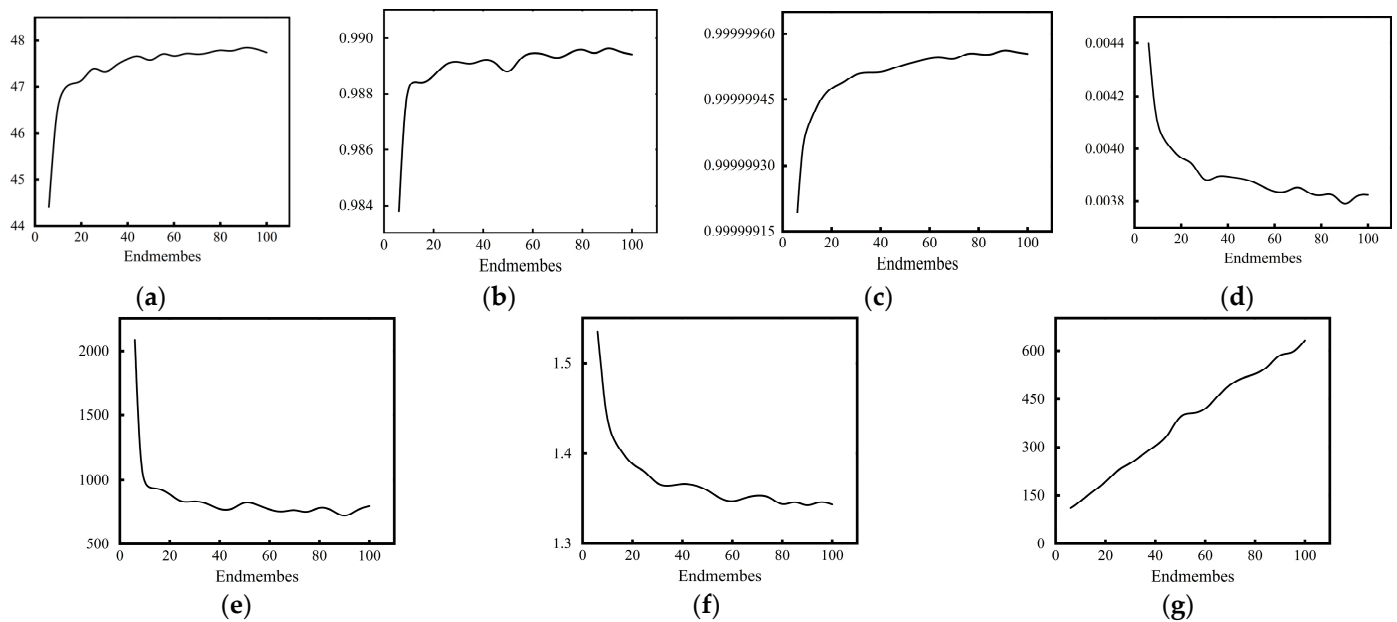 48
47
46
45
44
0 20 40 60 80 100
Endmembes
(a)
0.990
0.988
0.986
0.984
0 20 40 60 80 100
Endmembes
(b)
0.99999960
0.99999945
0.99999930
0.99999915
0 20 40 60 80 100
Endmembes
(c)
0.0044
0.0042
0.0040
0.0038
0 20 40 60 80 100
Endmembes
(d)
2000
1500
1000
500
0 20 40 60 80 100
Endmembes
(e)
1.5
1.4
1.3
0 20 40 60 80 100
Endmembes
(f)
600
450
300
150
0
0 20 40 60 80 100
Endmembes
(g)